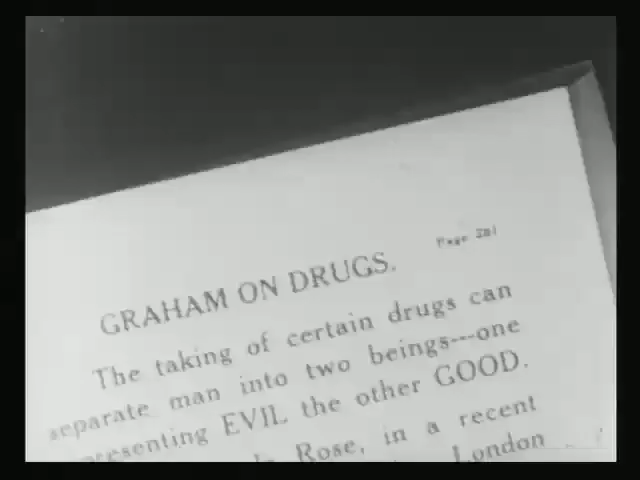 Page 281
GRAHAM ON DRUGS.
The taking of certain drugs can
separate man into two beings---one
presenting EVIL the other GOOD.
Rose, in a recent
London